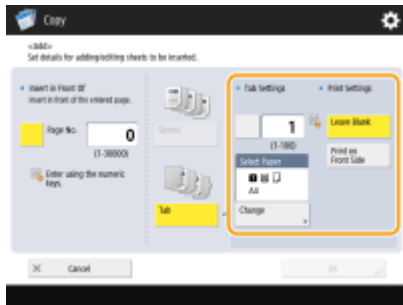 Copy
<Add>
Set details for adding/editing sheets to be inserted.
Insert in Front Of
Insert in front of the entered page.
Page No.
0
(1-30000)
Enter using the numeric
keys.
Sheets
Tab
Tab Settings
1
(1-100)
Select Paper
A4
Change
Print Settings
Leave Blank
Print on
Front Side
Cancel
OK